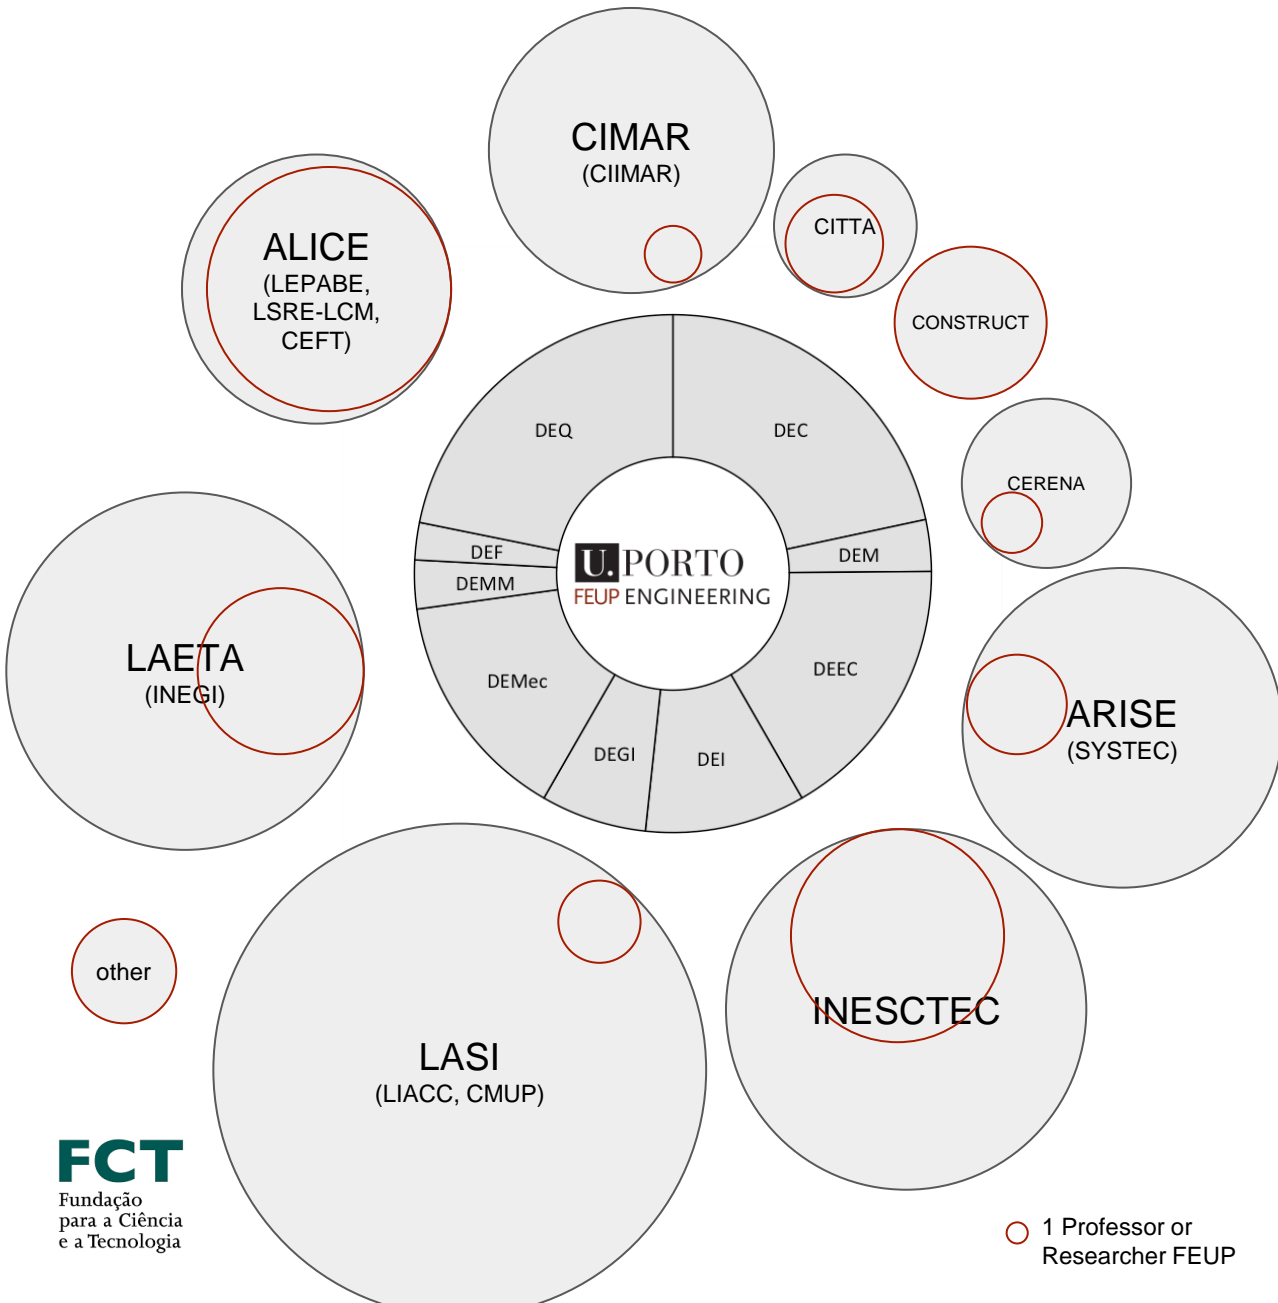 CIMAR
(CIIMAR)
CITTA
ALICE
(LEPABE,
LSRE-LCM,
CEFT)
CONSTRUCT
DEQ
DEC
CERENA
DEF
DEM
DEMM
U.PORTO
FEUP ENGINEERING
LAETA
(INEGI)
DEMec
DEEC
ARISE
(SYSTEC)
DEGI
DEI
other
INESCTEC
LASI
(LIACC, CMUP)
FCT
Fundação
para a Ciência
e a Tecnologia
1 Professor or
Researcher FEUP